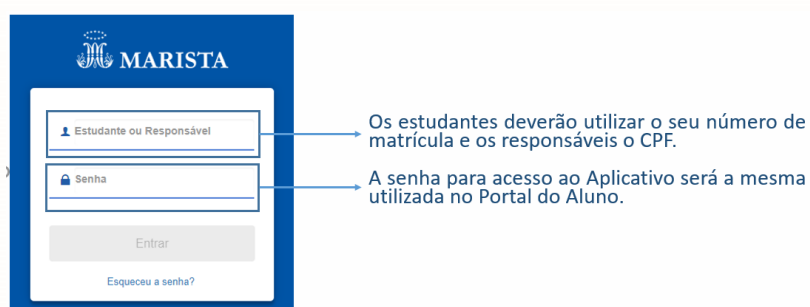 MARISTA
Estudante ou Responsável
Os estudantes deverão utilizar o seu número de
matrícula e os responsáveis o CPF.
Senha
A senha para acesso ao Aplicativo será a mesma
utilizada no Portal do Aluno.
Entrar
Esqueceu a senha?